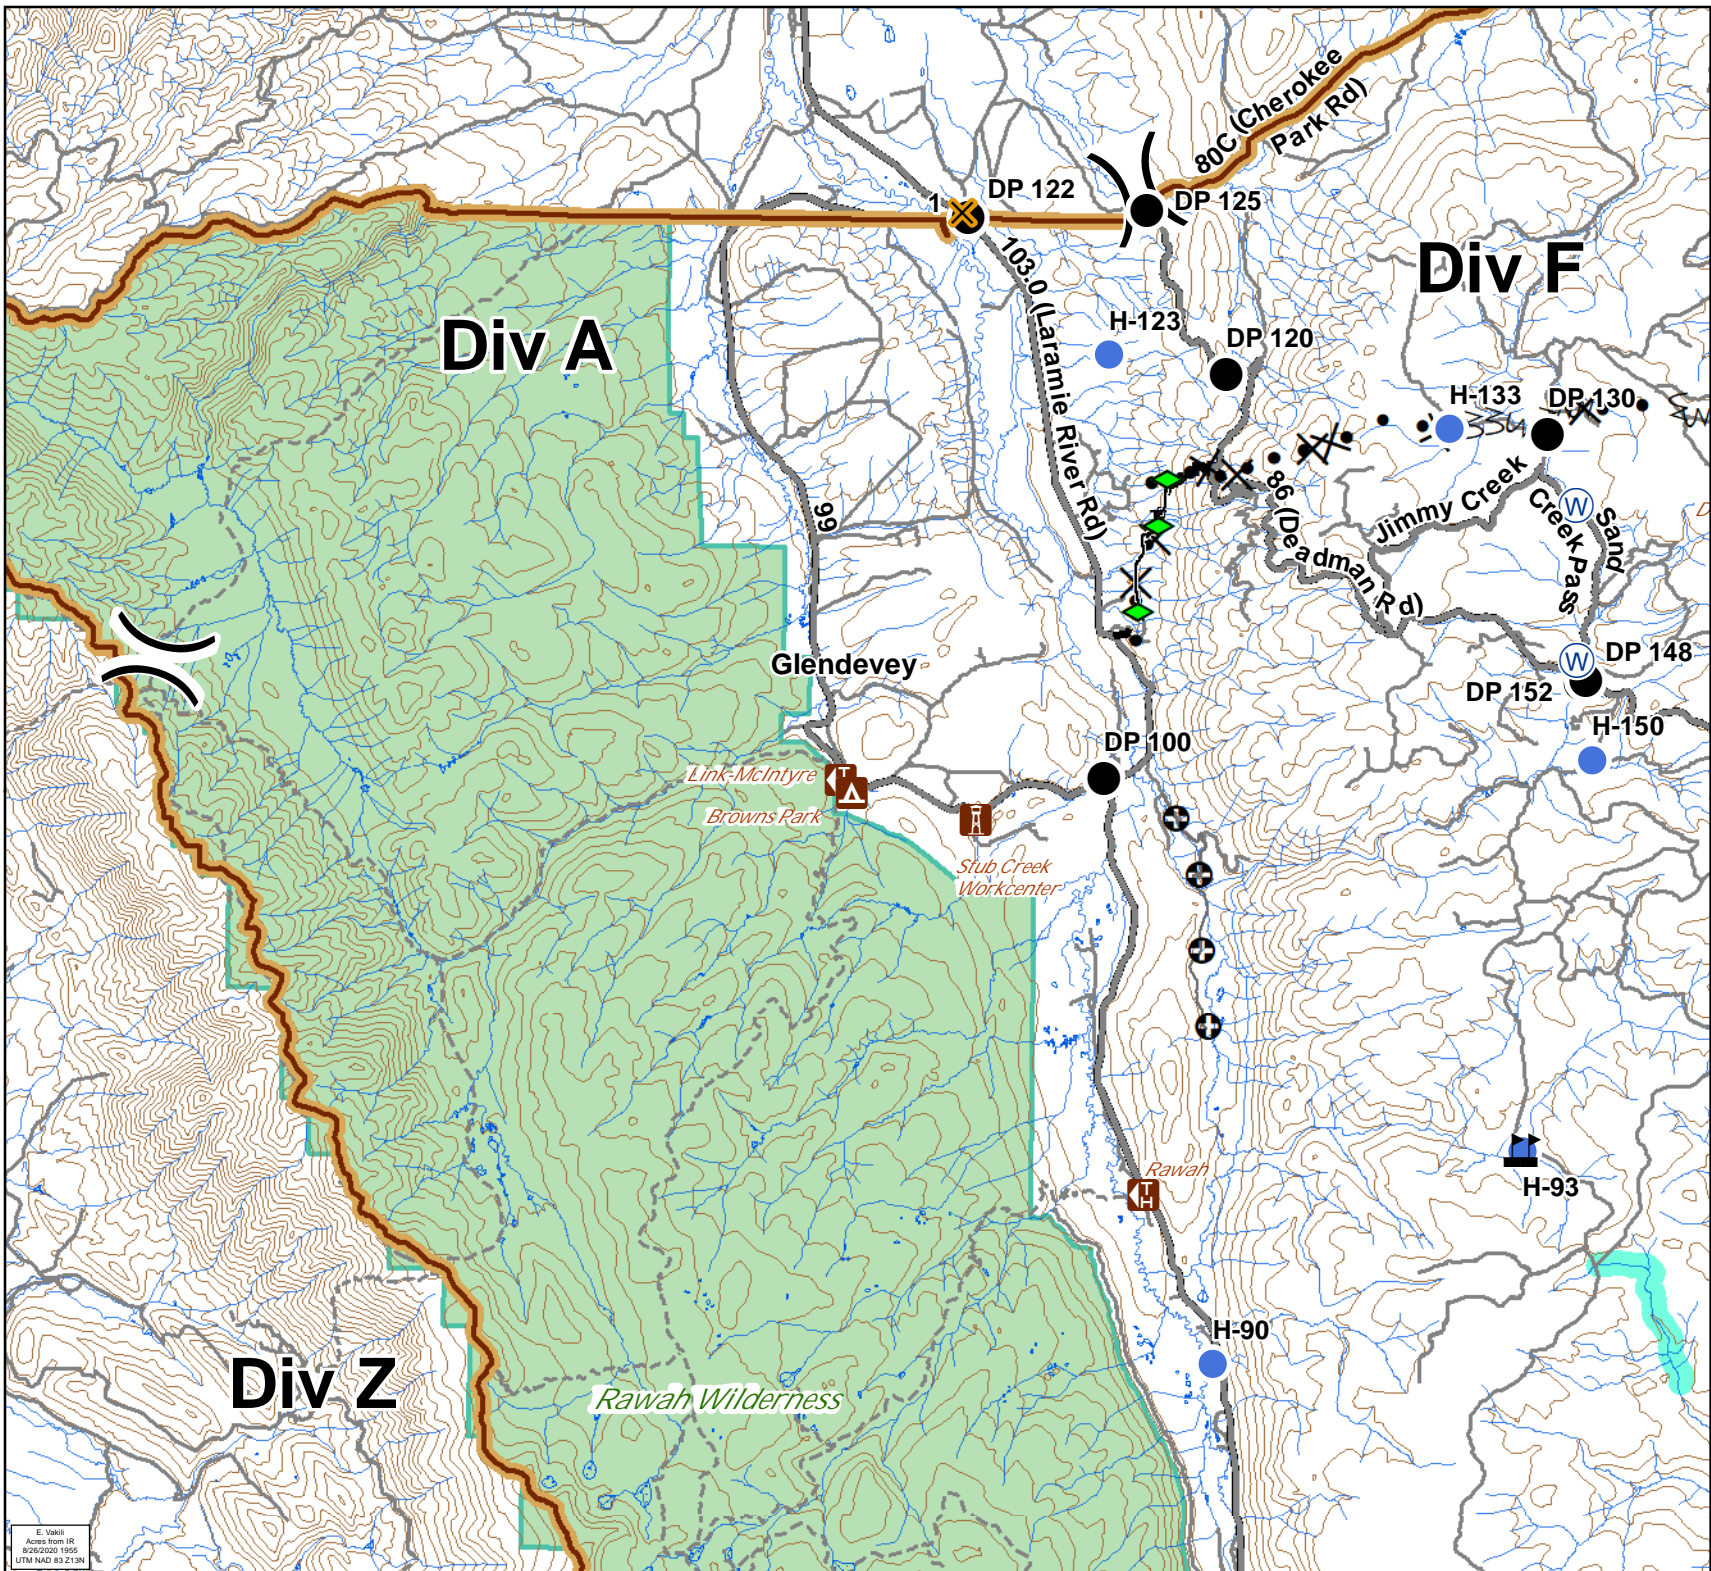 80C (Cherokee
Park Rd)
DP 122
1
DP 125
Div F
103.0 (Laramie River Rd)
H-123
DP 120
Div A
H-133
DP 130
334
99
86 (Deadman Rd)
Jimmy Creek
W
Sand
Creek Pass
Glendevey
W
DP 148
DP 152
H-150
DP 100
Link-McIntyre
T
Browns Park
Stub Creek
Workcenter
Rawah
TH
H-93
H-90
Div Z
Rawah Wilderness
E. Vakili
Acres from IR
8/26/2020 1955
UTM NAD 83 Z13N